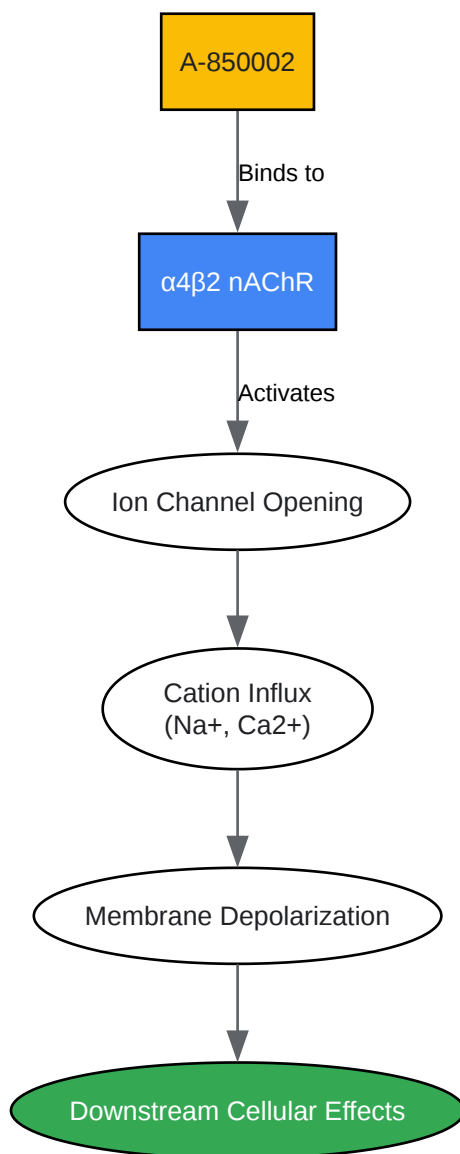 A-850002
Binds to
α4β2 nAChR
Activates
Ion Channel Opening
Cation Influx
(Na+, Ca2+)
Membrane Depolarization
Downstream Cellular Effects